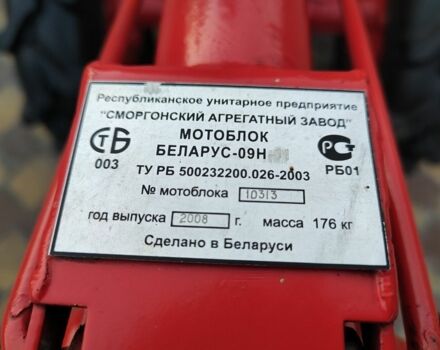 Республиканское унитарное предприятие
"СМОРГОНСКИЙ АГРЕГАТНЫЙ ЗАВОД"
МОТОБЛОК
БЕЛАРУС-09Н
СТБ
003
РСТ
РБ01
ТУ РБ 500232200.026-2003
№ мотоблока 10313
год выпуска 2008 г. масса 176 кг
Сделано в Беларуси